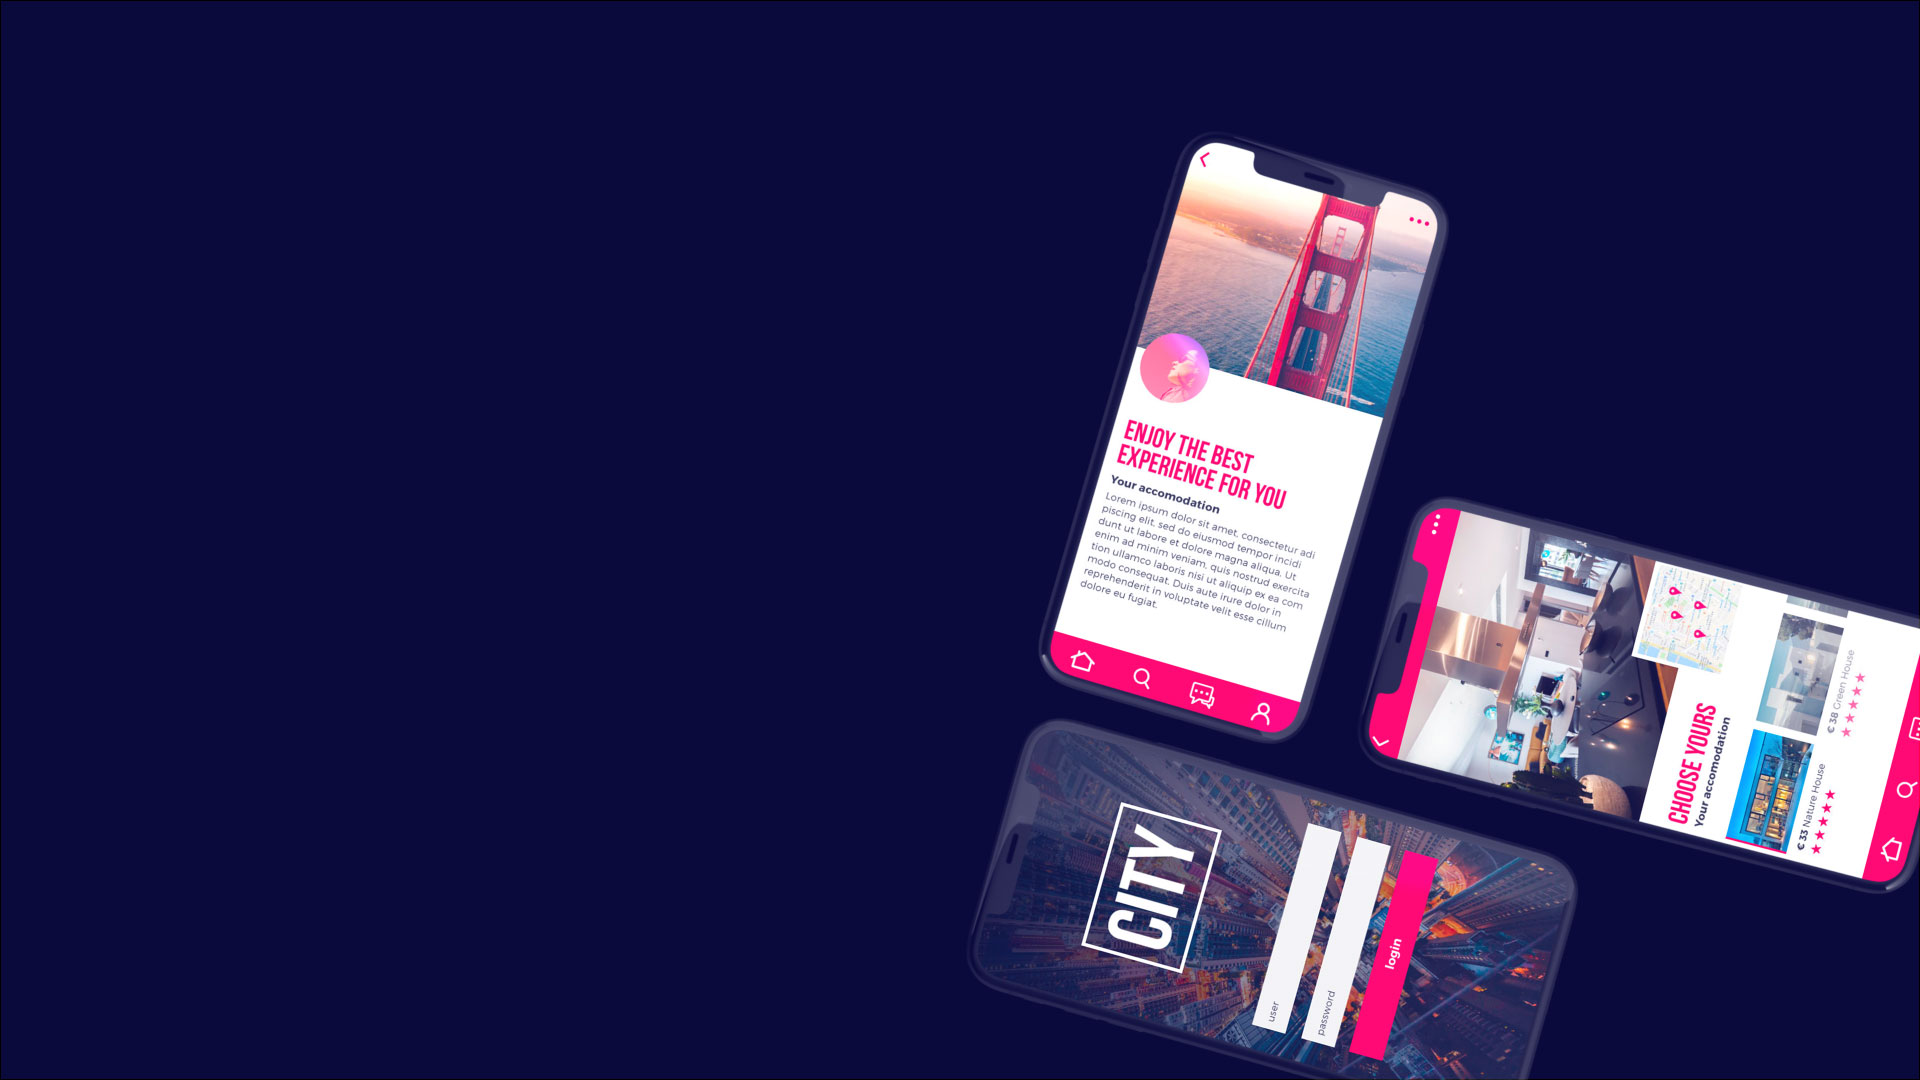 ENJOY THE BEST
EXPERIENCE FOR YOU
Your accomodation
Lorem ipsum dolor sit amet, consectetur adi
piscing elit, sed do eiusmod tempor incidi
dunt ut labore et dolore magna aliqua. Ut
enim ad minim veniam, quis nostrud exercita
tion ullamco laboris nisi ut aliquip ex ea com
modo consequat. Duis aute irure dolor in
reprehenderit in voluptate velit esse cillum
dolore eu fugiat.
CHOOSE YOURS
Your accomodation
€ 33 Nature House
€ 38 Green House
CITY
user
password
login